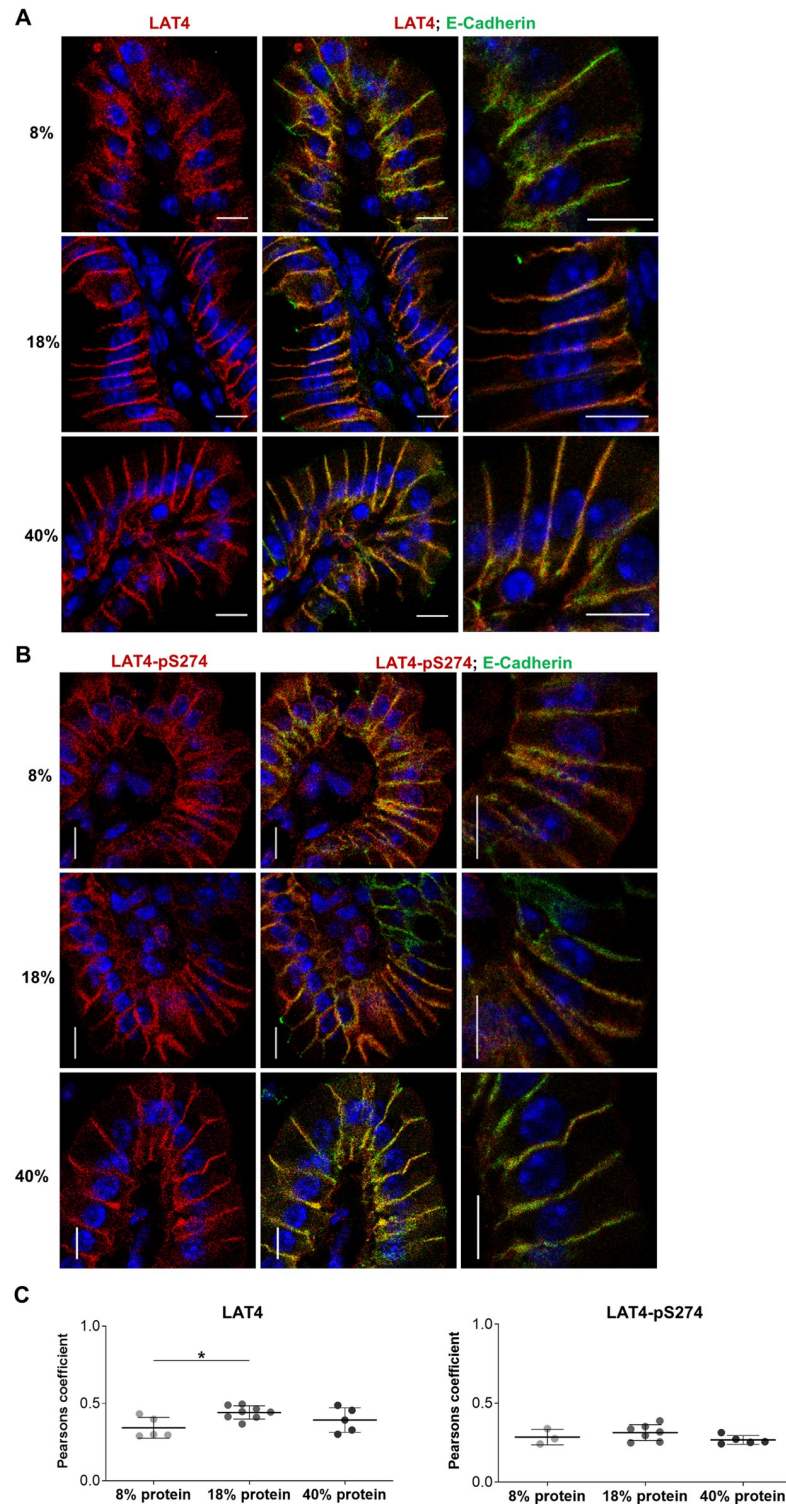 A
LAT4
LAT4; E-Cadherin
8%
18%
40%
B
LAT4-pS274
LAT4-pS274; E-Cadherin
8%
18%
40%
C
LAT4
Pearsons coefficient
1.0
0.5
0.0
*
8% protein
18% protein
40% protein
LAT4-pS274
Pearsons coefficient
1.0
0.5
0.0
8% protein
18% protein
40% protein